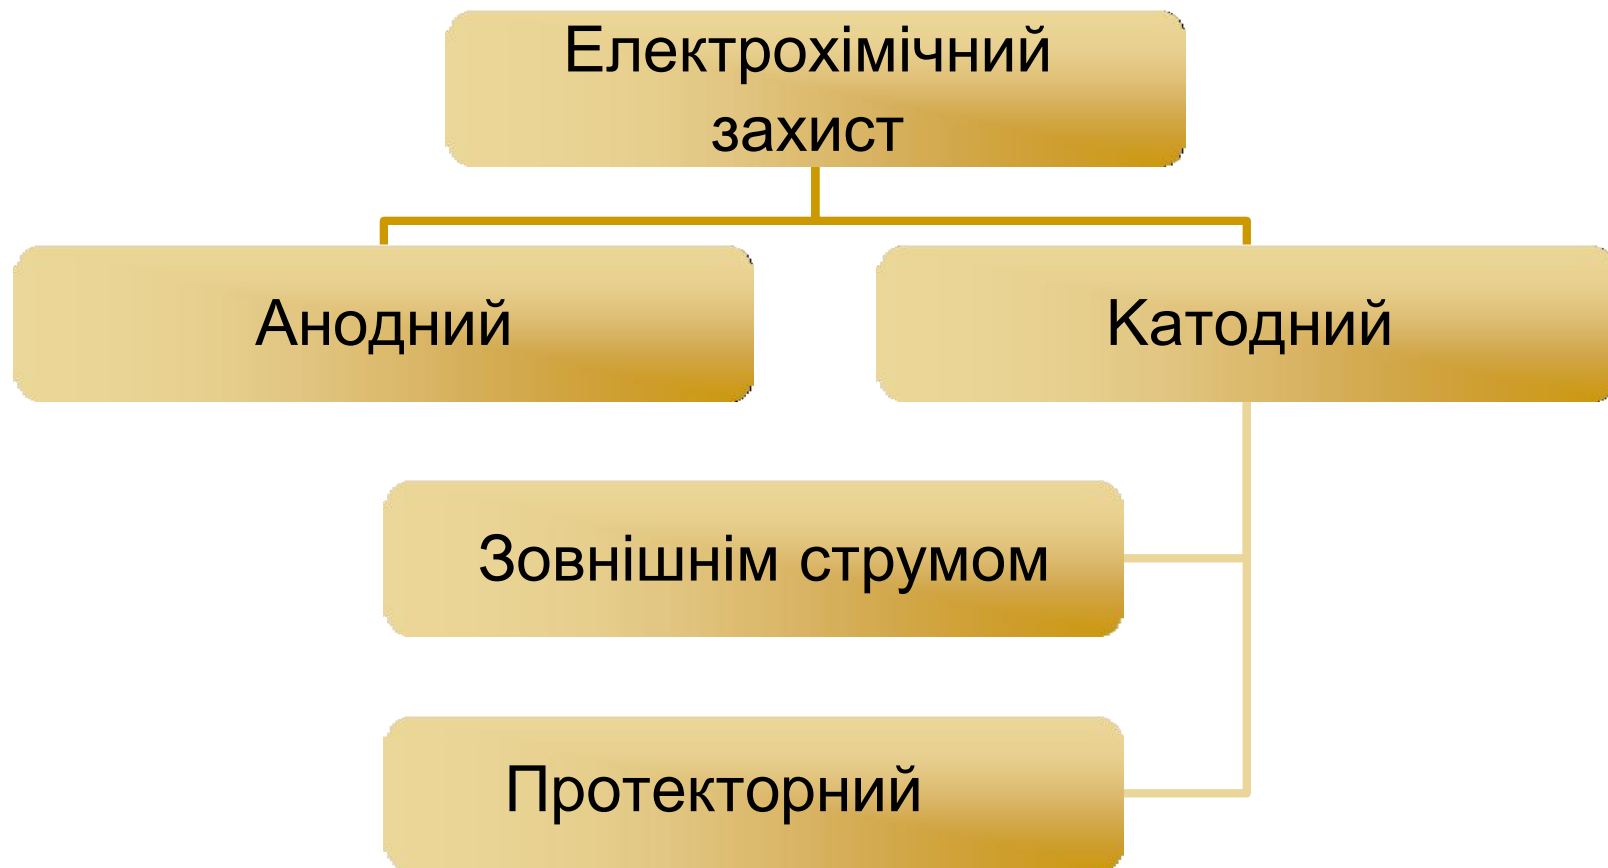 Електрохімічний
захист
Анодний
Катодний
Зовнішнім струмом
Протекторний